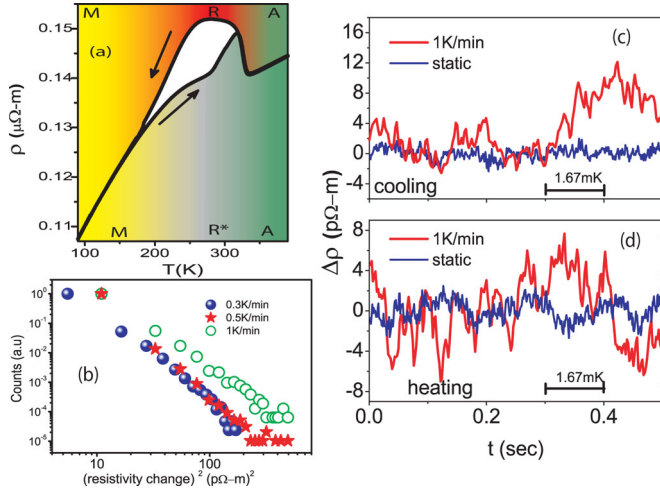 M R A
(a)
0.15
0.14
0.13
0.12
0.11
ρ (μΩ-m)
M R* A
100 200 300
T(K)
10⁰
10⁻¹
10⁻²
10⁻³
10⁻⁴
10⁻⁵
Counts (a.u)
0.3K/min
0.5K/min
1K/min
(b)
10 100
(resistivity change)² (pΩ–m)²
16
12
8
4
0
-4
1K/min
static
(c)
1.67mK
cooling
Δρ (pΩ–m)
8
4
0
-4
-8
1K/min
static
(d)
1.67mK
heating
0.0 0.2 0.4
t (sec)